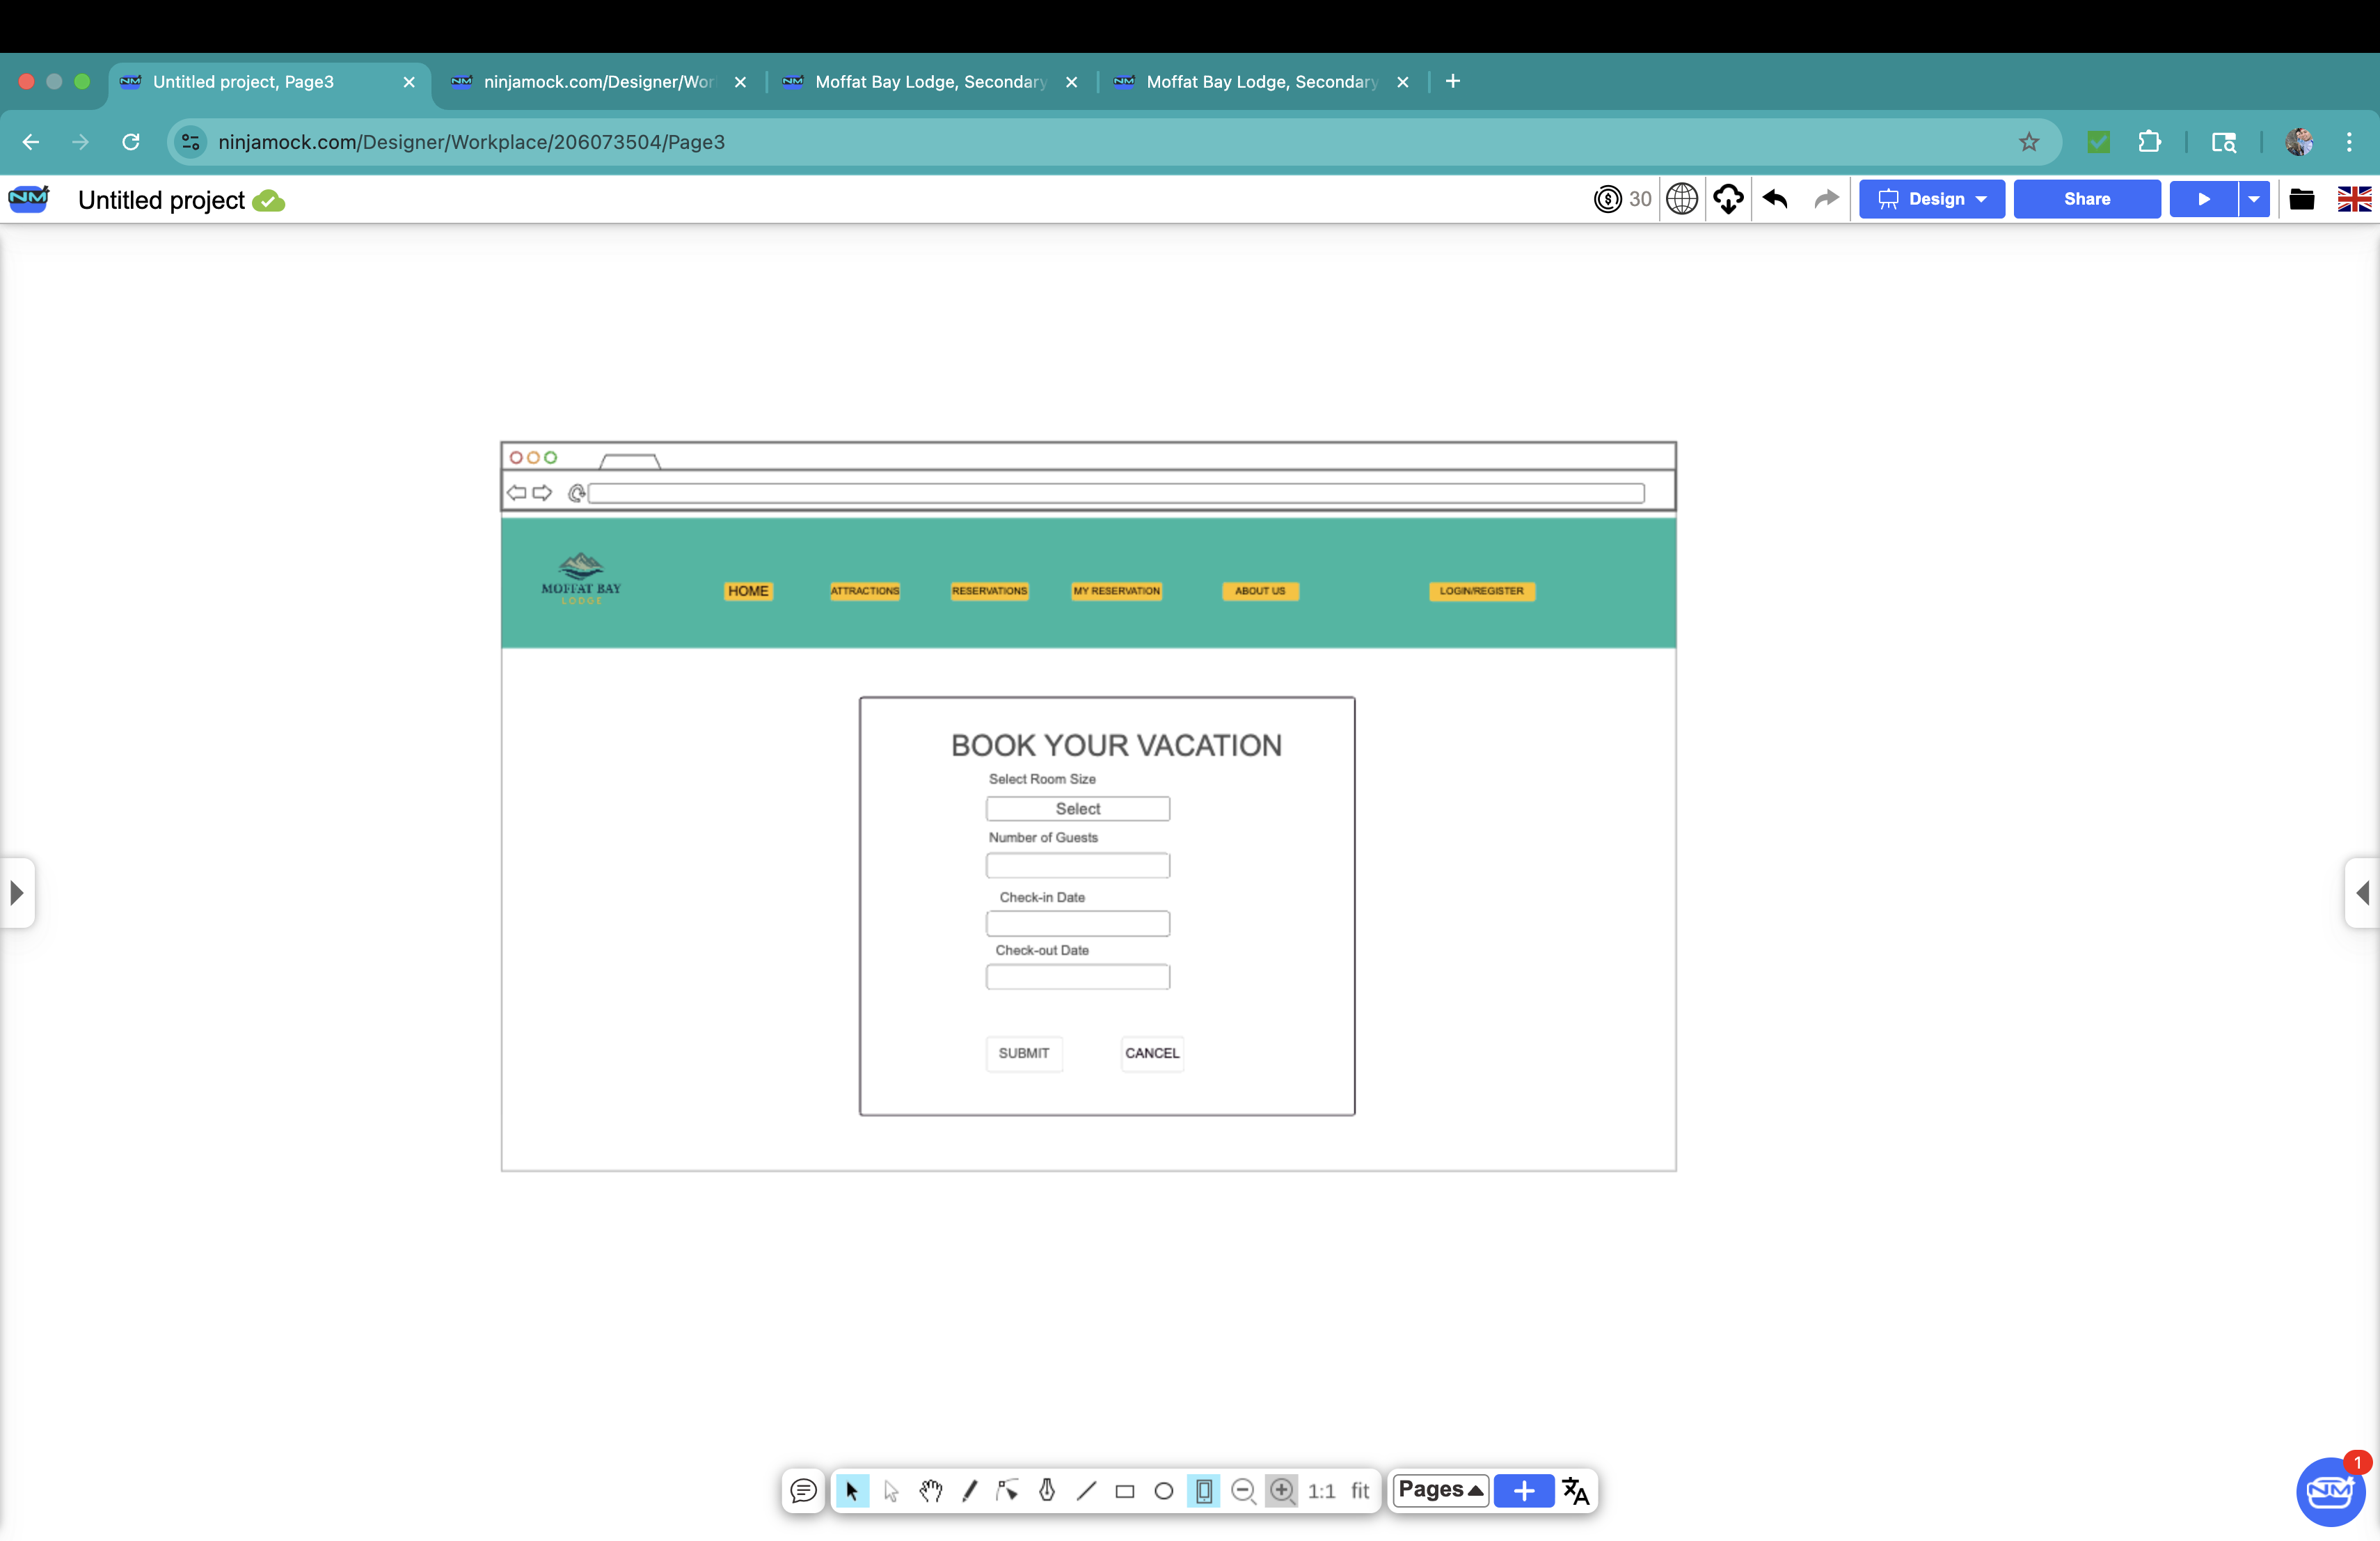 Untitled project, Page3
ninjamock.com/Designer/Wor
Moffat Bay Lodge, Secondary
Moffat Bay Lodge, Secondary
ninjamock.com/Designer/Workplace/206073504/Page3
NM
Untitled project
30
Design
Share
MOFFAT BAY
LODGE
HOME
ATTRACTIONS
RESERVATIONS
MY RESERVATION
ABOUT US
LOGIN/REGISTER
BOOK YOUR VACATION
Select Room Size
Select
Number of Guests
Check-in Date
Check-out Date
SUBMIT
CANCEL
1:1
fit
Pages
NM
1